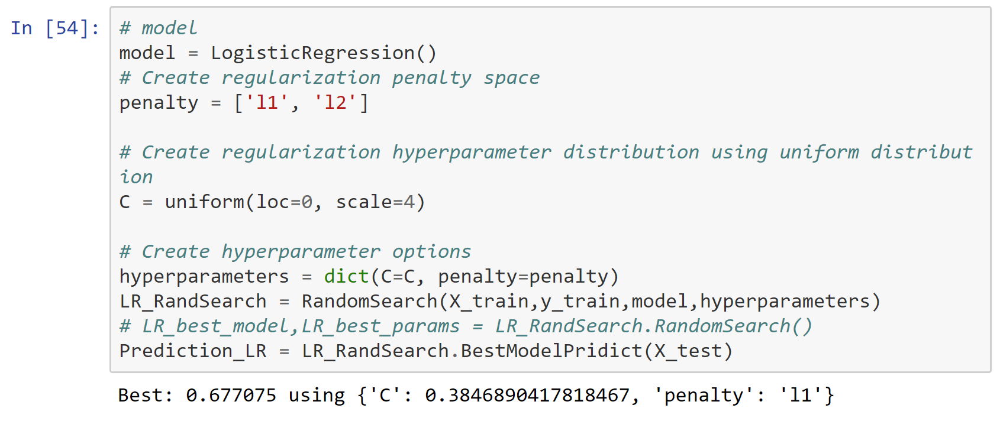 In [54]:
# model
model = LogisticRegression()
# Create regularization penalty space
penalty = ['l1', 'l2']
# Create regularization hyperparameter distribution using uniform distribut
ion
C = uniform(loc=0, scale=4)
# Create hyperparameter options
hyperparameters = dict(C=C, penalty=penalty)
LR_RandSearch = RandomSearch(X_train,y_train,model,hyperparameters)
# LR_best_model,LR_best_params = LR_RandSearch.RandomSearch()
Prediction_LR = LR_RandSearch.BestModelPridict(X_test)
Best: 0.677075 using {'C': 0.3846890417818467, 'penalty': 'l1'}